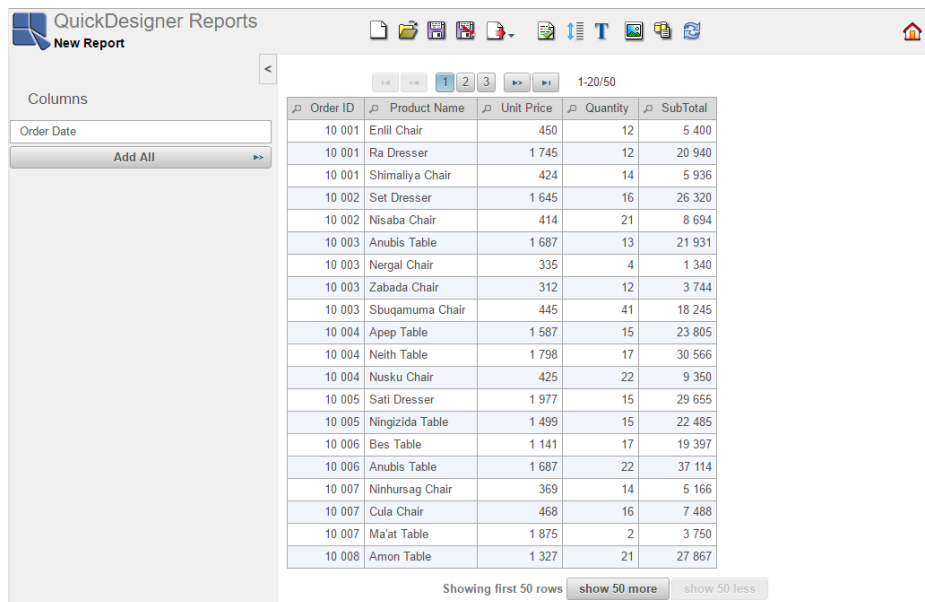 QuickDesigner Reports
New Report
<
Columns
Order Date
Add All
1 2 3 1-20/50
Order ID Product Name Unit Price Quantity SubTotal
10 001 Enlil Chair 450 12 5 400
10 001 Ra Dresser 1 745 12 20 940
10 001 Shimaliya Chair 424 14 5 936
10 002 Set Dresser 1 645 16 26 320
10 002 Nisaba Chair 414 21 8 694
10 003 Anubis Table 1 687 13 21 931
10 003 Nergal Chair 335 4 1 340
10 003 Zabada Chair 312 12 3 744
10 003 Sbuqamuma Chair 445 41 18 245
10 004 Apep Table 1 587 15 23 805
10 004 Neith Table 1 798 17 30 566
10 004 Nusku Chair 425 22 9 350
10 005 Sati Dresser 1 977 15 29 655
10 005 Ningizida Table 1 499 15 22 485
10 006 Bes Table 1 141 17 19 397
10 006 Anubis Table 1 687 22 37 114
10 007 Ninhursag Chair 369 14 5 166
10 007 Cula Chair 468 16 7 488
10 007 Ma'at Table 1 875 2 3 750
10 008 Amon Table 1 327 21 27 867
Showing first 50 rows show 50 more show 50 less